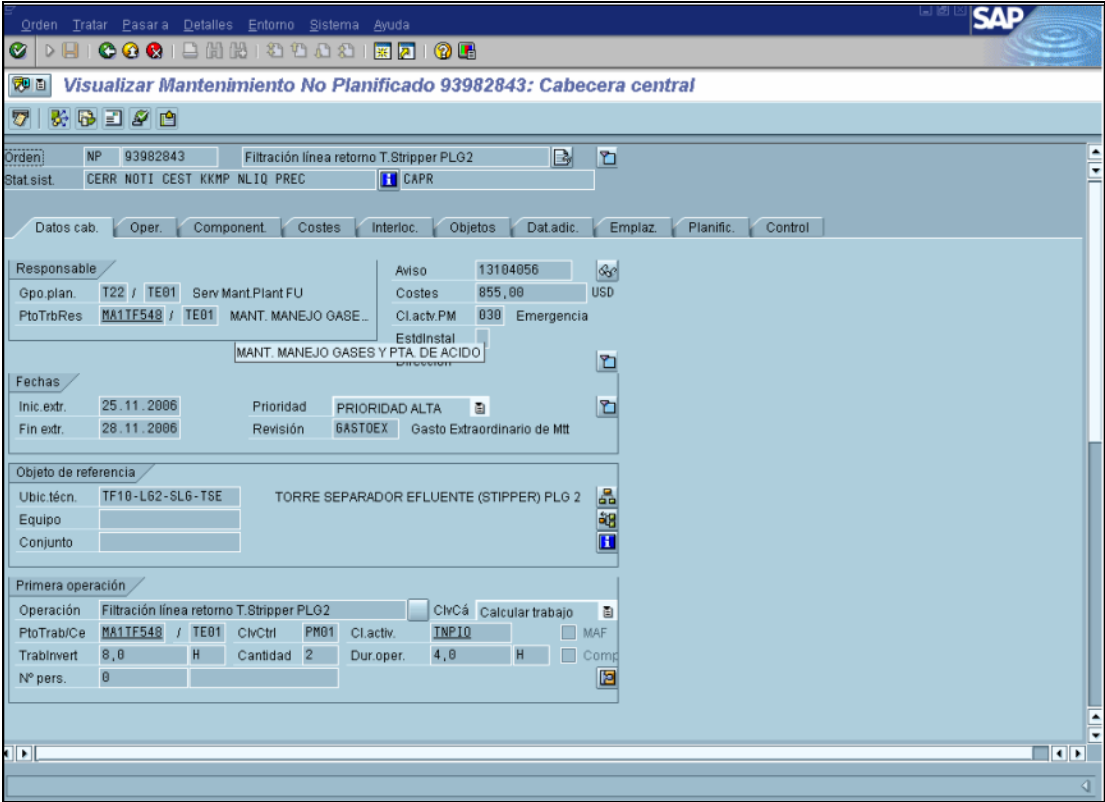 Orden Tratar Pasar a Detalles Entorno Sistema Ayuda
SAP
Visualizar Mantenimiento No Planificado 93982843: Cabecera central
Orden NP 93982843 Filtración línea retorno T.Stripper PLG2
Stat.sist. CERR NOTI CEST KKMP NLIQ PREC CAPR
Datos cab. Oper. Component. Costes Interloc. Objetos Dat.adic. Emplaz. Planific. Control
Responsable
Aviso 13104056
Gpo.plan. T22 / TE01 Serv Mant.Plant FU
Costes 855,00 USD
PtoTrbRes MA1TF548 / TE01 MANT. MANEJO GASE...
Cl.actv.PM 030 Emergencia
EstdInstal
MANT. MANEJO GASES Y PTA. DE ACIDO
Dirección
Fechas
Inic.extr. 25.11.2006 Prioridad PRIORIDAD ALTA
Fin extr. 28.11.2006 Revisión GASTOEX Gasto Extraordinario de Mtt
Objeto de referencia
Ubic.técn. TF10-LG2-SLG-TSE TORRE SEPARADOR EFLUENTE (STIPPER) PLG 2
Equipo
Conjunto
Primera operación
Operación Filtración línea retorno T.Stripper PLG2 ClvCá Calcular trabajo
PtoTrab/Ce MA1TF548 / TE01 ClvCtrl PM01 Cl.activ. INPIO MAF
TrabInvert 8,0 H Cantidad 2 Dur.oper. 4,0 H Comp
Nº pers. 0